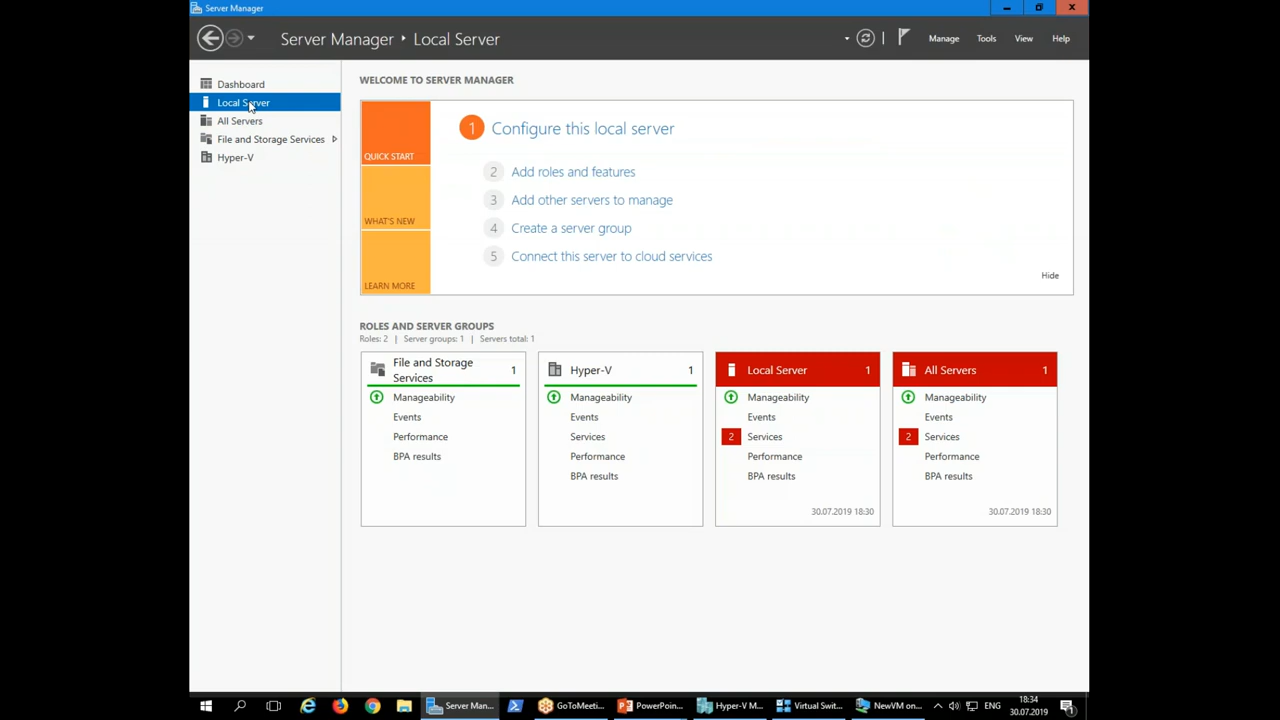 Server Manager
Server Manager ‣ Local Server
Manage Tools View Help
Dashboard
Local Server
All Servers
File and Storage Services
Hyper-V
WELCOME TO SERVER MANAGER
QUICK START
WHAT'S NEW
LEARN MORE
1 Configure this local server
2 Add roles and features
3 Add other servers to manage
4 Create a server group
5 Connect this server to cloud services
Hide
ROLES AND SERVER GROUPS
Roles: 2 | Server groups: 1 | Servers total: 1
File and Storage
Services 1
Manageability
Events
Performance
BPA results
Hyper-V 1
Manageability
Events
Services
Performance
BPA results
Local Server 1
Manageability
Events
2 Services
Performance
BPA results
30.07.2019 18:30
All Servers 1
Manageability
Events
2 Services
Performance
BPA results
30.07.2019 18:30
Server Man...
GoToMeeti...
PowerPoin...
Hyper-V M...
Virtual Swit...
NewVM on...
ENG
18:34
30.07.2019
1